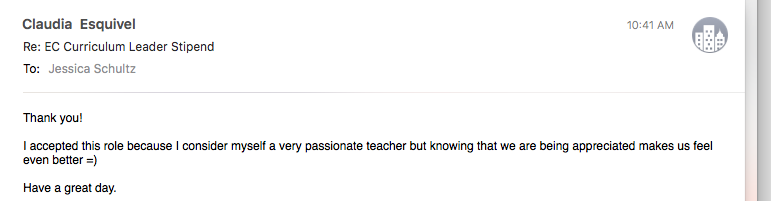 Claudia Esquivel
10:41 AM
Re: EC Curriculum Leader Stipend
To: Jessica Schultz
Thank you!
I accepted this role because I consider myself a very passionate teacher but knowing that we are being appreciated makes us feel
even better =)
Have a great day.